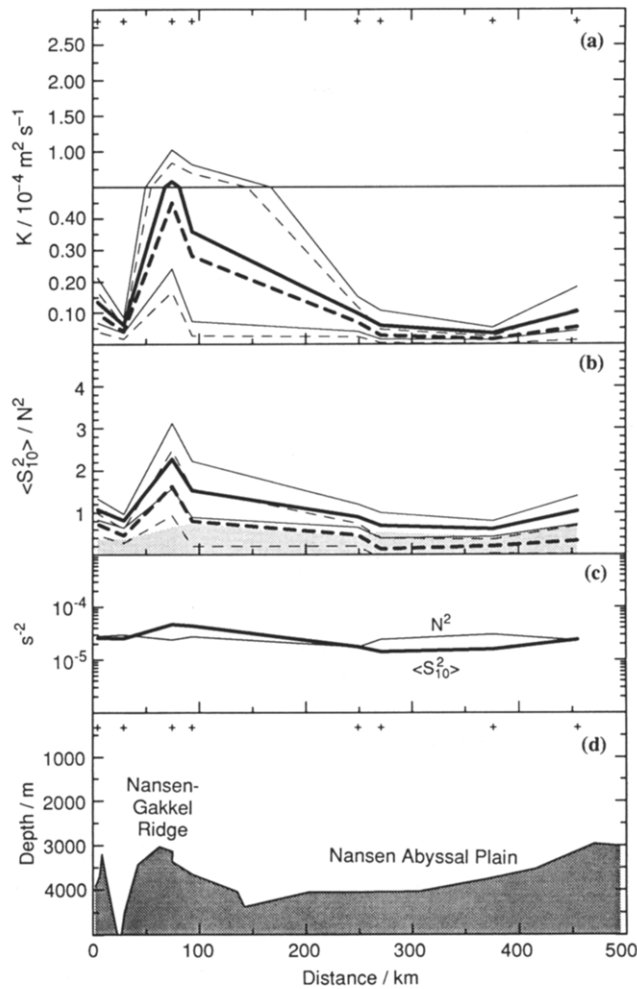 (a)
2.50
2.00
1.50
1.00
0.40
0.30
0.20
0.10
K / 10⁻⁴ m² s⁻¹
(b)
4
3
2
1
<S²₁₀> / N²
(c)
10⁻⁴
10⁻⁵
s⁻²
N²
<S²₁₀>
(d)
1000
2000
3000
4000
Depth / m
Nansen-
Gakkel
Ridge
Nansen Abyssal Plain
0 100 200 300 400 500
Distance / km